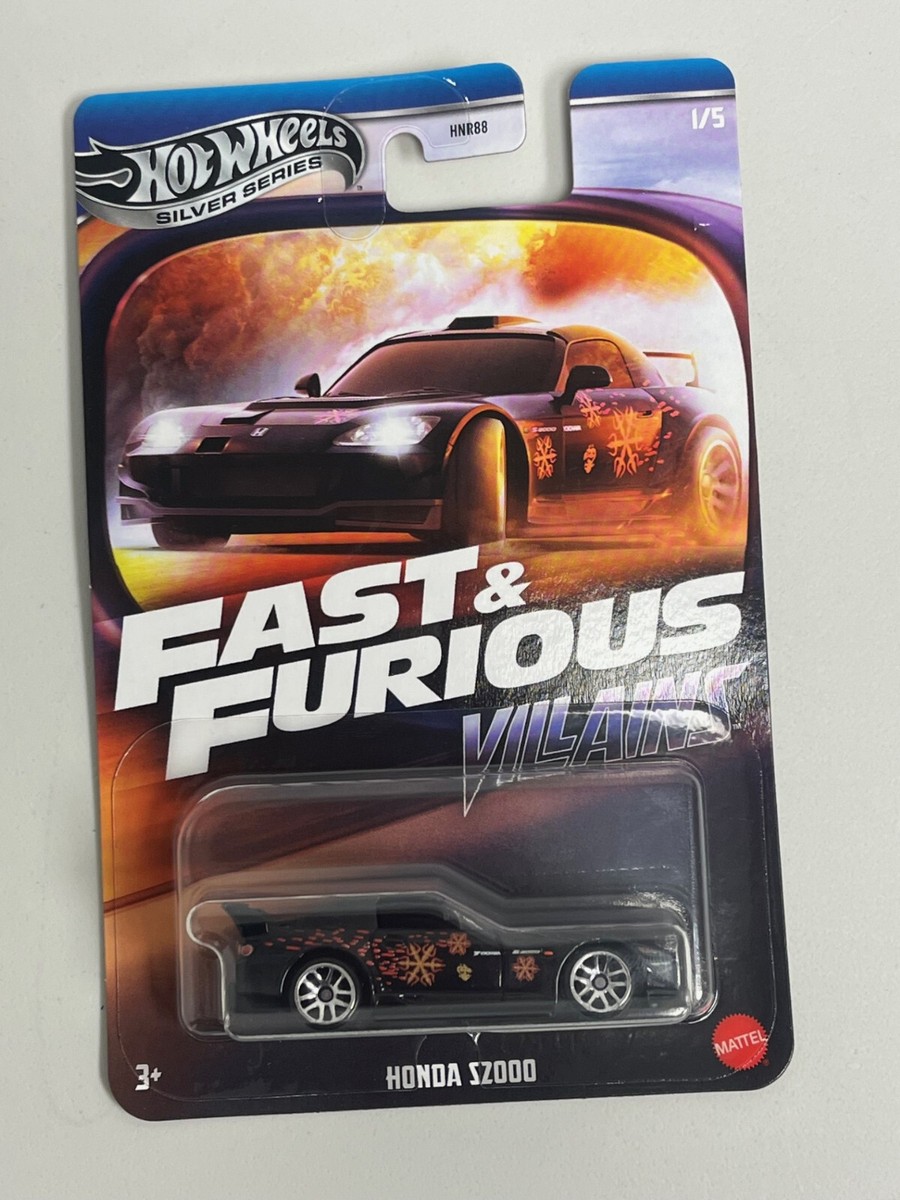 HNR88
1/5
HOT WHEELS
SILVER SERIES
FAST &
FURIOUS
VILLAINS
3+
HONDA S2000
MATTEL